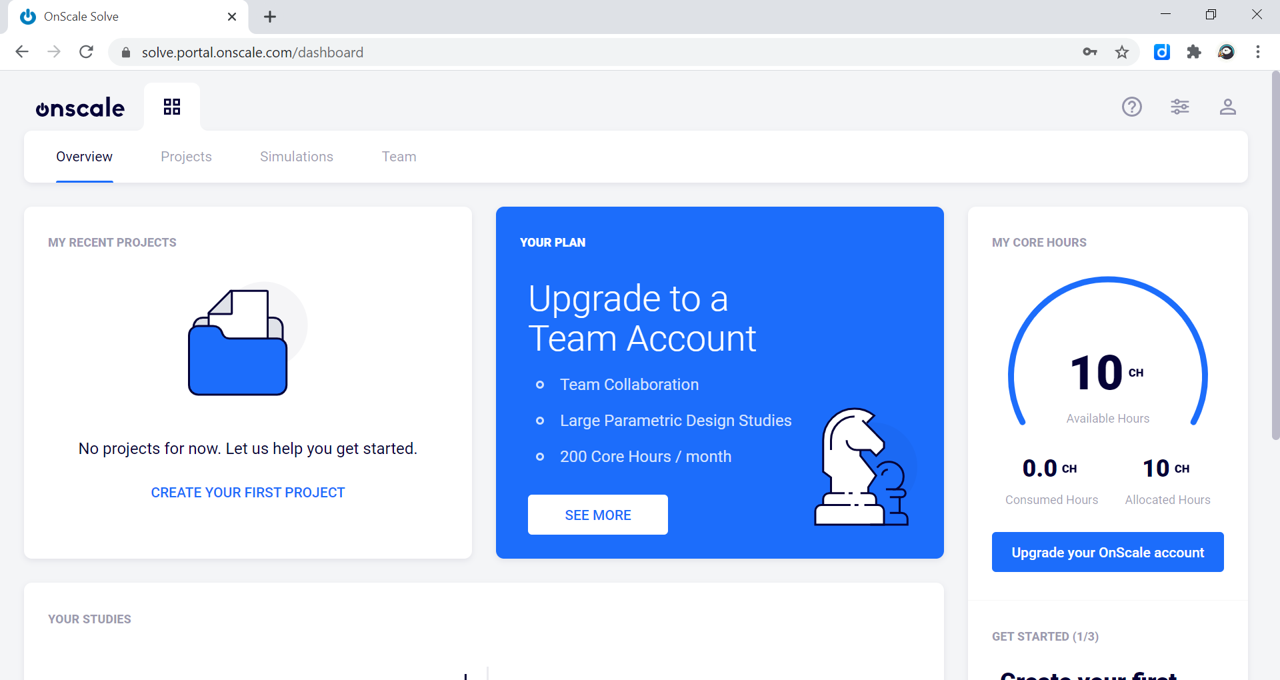 OnScale Solve
solve.portal.onscale.com/dashboard
onscale
Overview
Projects
Simulations
Team
MY RECENT PROJECTS
No projects for now. Let us help you get started.
CREATE YOUR FIRST PROJECT
YOUR PLAN
Upgrade to a
Team Account
Team Collaboration
Large Parametric Design Studies
200 Core Hours / month
SEE MORE
MY CORE HOURS
10 CH
Available Hours
0.0 CH
Consumed Hours
10 CH
Allocated Hours
Upgrade your OnScale account
YOUR STUDIES
GET STARTED (1/3)
Create your first